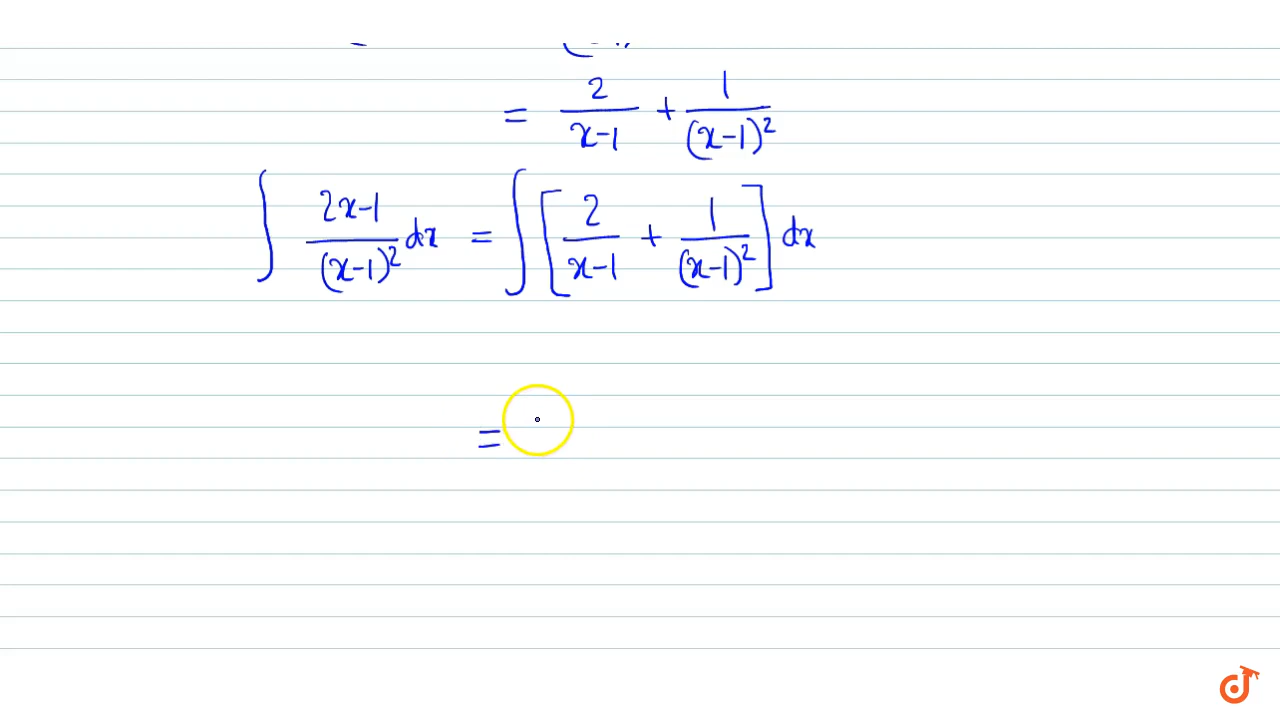 = 2/(x-1) + 1/(x-1)²
∫ (2x-1)/(x-1)² dx = ∫ [2/(x-1) + 1/(x-1)²] dx
=